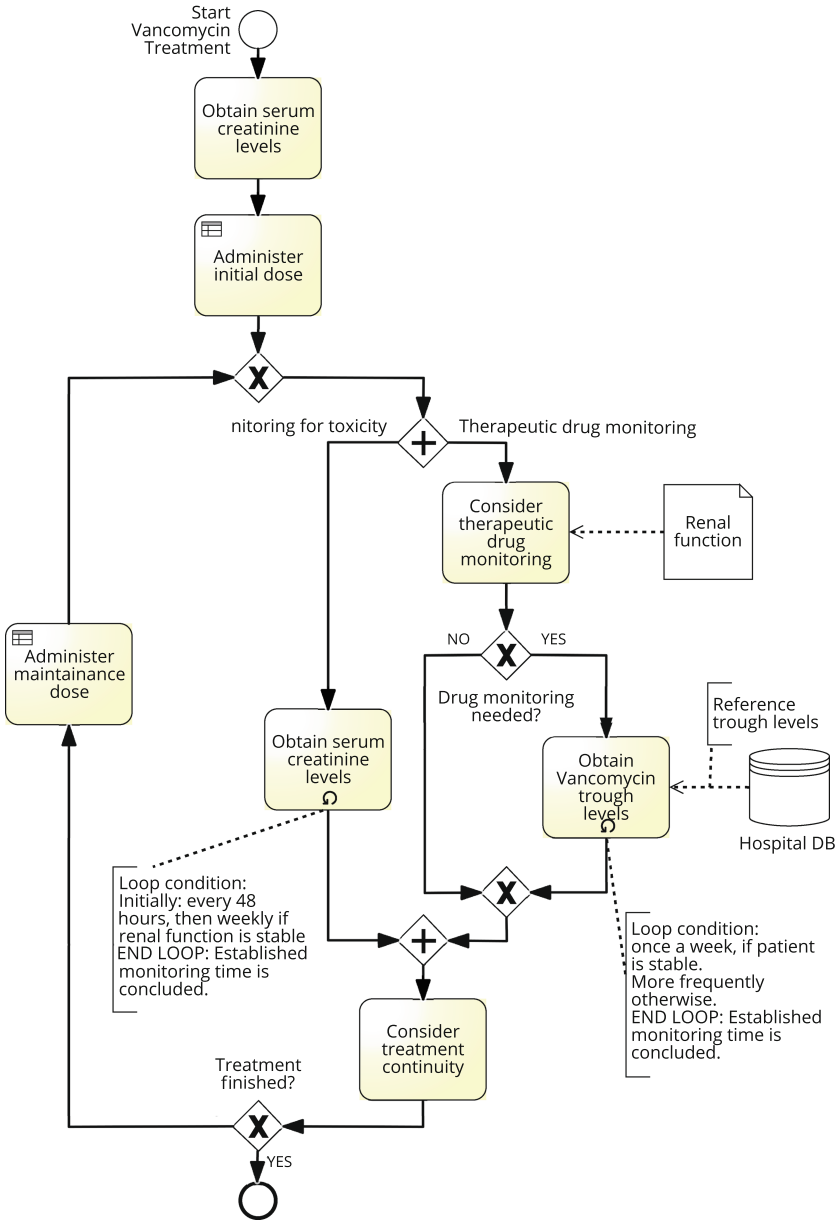 Start
Vancomycin
Treatment
Obtain serum
creatinine
levels
Administer
initial dose
X
nitoring for toxicity
Therapeutic drug monitoring
Consider
therapeutic
drug
monitoring
Renal
function
NO
YES
X
Drug monitoring
needed?
Administer
maintainance
dose
Reference
trough levels
Obtain serum
creatinine
levels
Obtain
Vancomycin
trough
levels
Hospital DB
X
Loop condition:
Initially: every 48
hours, then weekly if
renal function is stable
END LOOP: Established
monitoring time is
concluded.
Loop condition:
once a week, if patient
is stable.
More frequently
otherwise.
END LOOP: Established
monitoring time is
concluded.
Consider
treatment
continuity
Treatment
finished?
X
YES